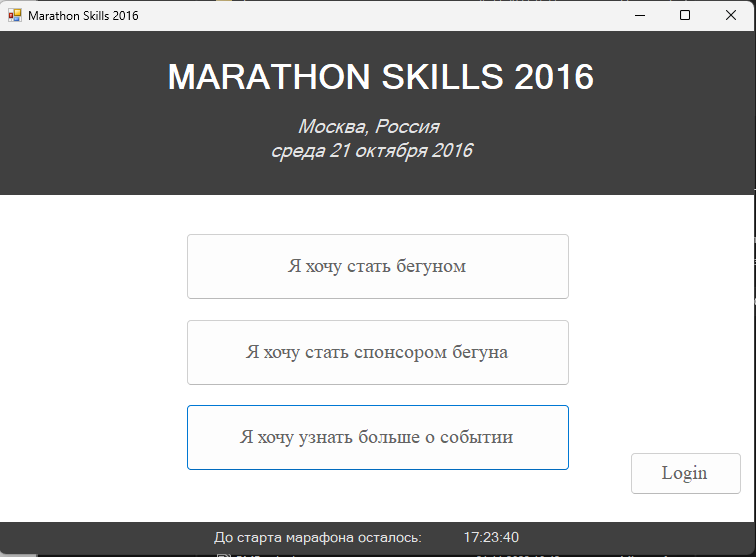 Marathon Skills 2016
MARATHON SKILLS 2016
Москва, Россия
среда 21 октября 2016
Я хочу стать бегуном
Я хочу стать спонсором бегуна
Я хочу узнать больше о событии
Login
До старта марафона осталось: 17:23:40